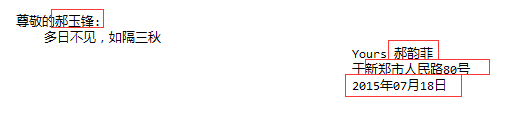 尊敬的郝玉锋:
多日不见，如隔三秋
Yours 郝韵菲
于新郑市人民路80号
2015年07月18日